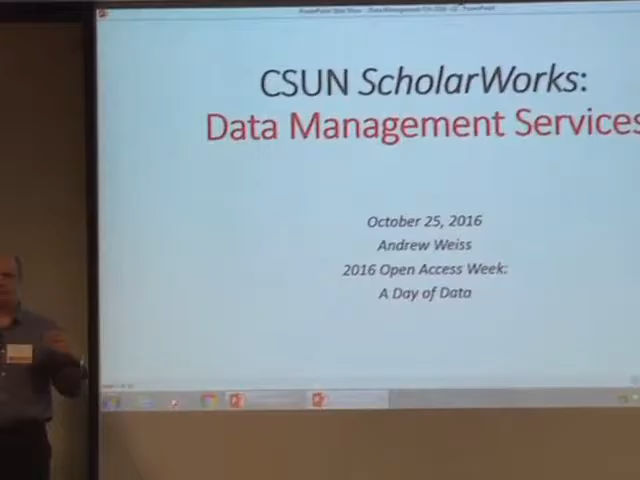 CSUN ScholarWorks:
Data Management Services
October 25, 2016
Andrew Weiss
2016 Open Access Week:
A Day of Data